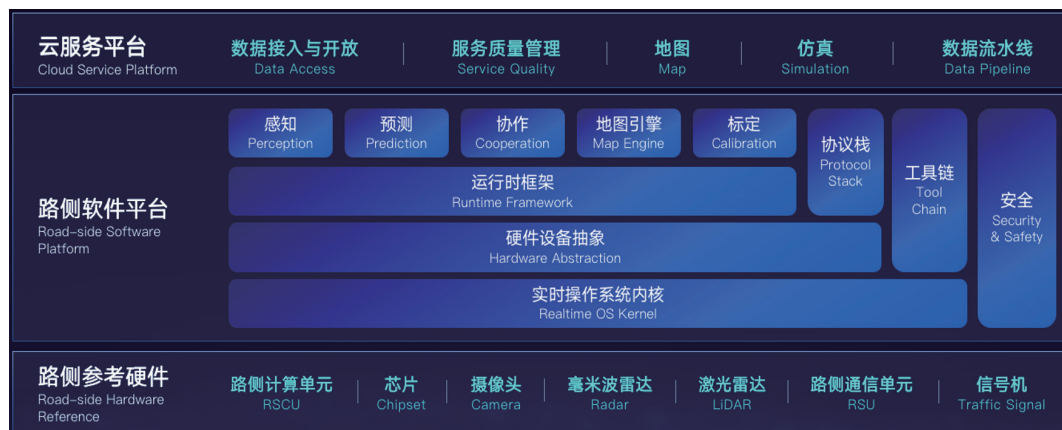 云服务平台
Cloud Service Platform
数据接入与开放
Data Access
服务质量管理
Service Quality
地图
Map
仿真
Simulation
数据流水线
Data Pipeline
路侧软件平台
Road-side Software
Platform
感知
Perception
预测
Prediction
协作
Cooperation
地图引擎
Map Engine
标定
Calibration
协议栈
Protocol
Stack
工具链
Tool
Chain
安全
Security
& Safety
运行时框架
Runtime Framework
硬件设备抽象
Hardware Abstraction
实时操作系统内核
Realtime OS Kernel
路侧参考硬件
Road-side Hardware
Reference
路侧计算单元
RSCU
芯片
Chipset
摄像头
Camera
毫米波雷达
Radar
激光雷达
LiDAR
路侧通信单元
RSU
信号机
Traffic Signal